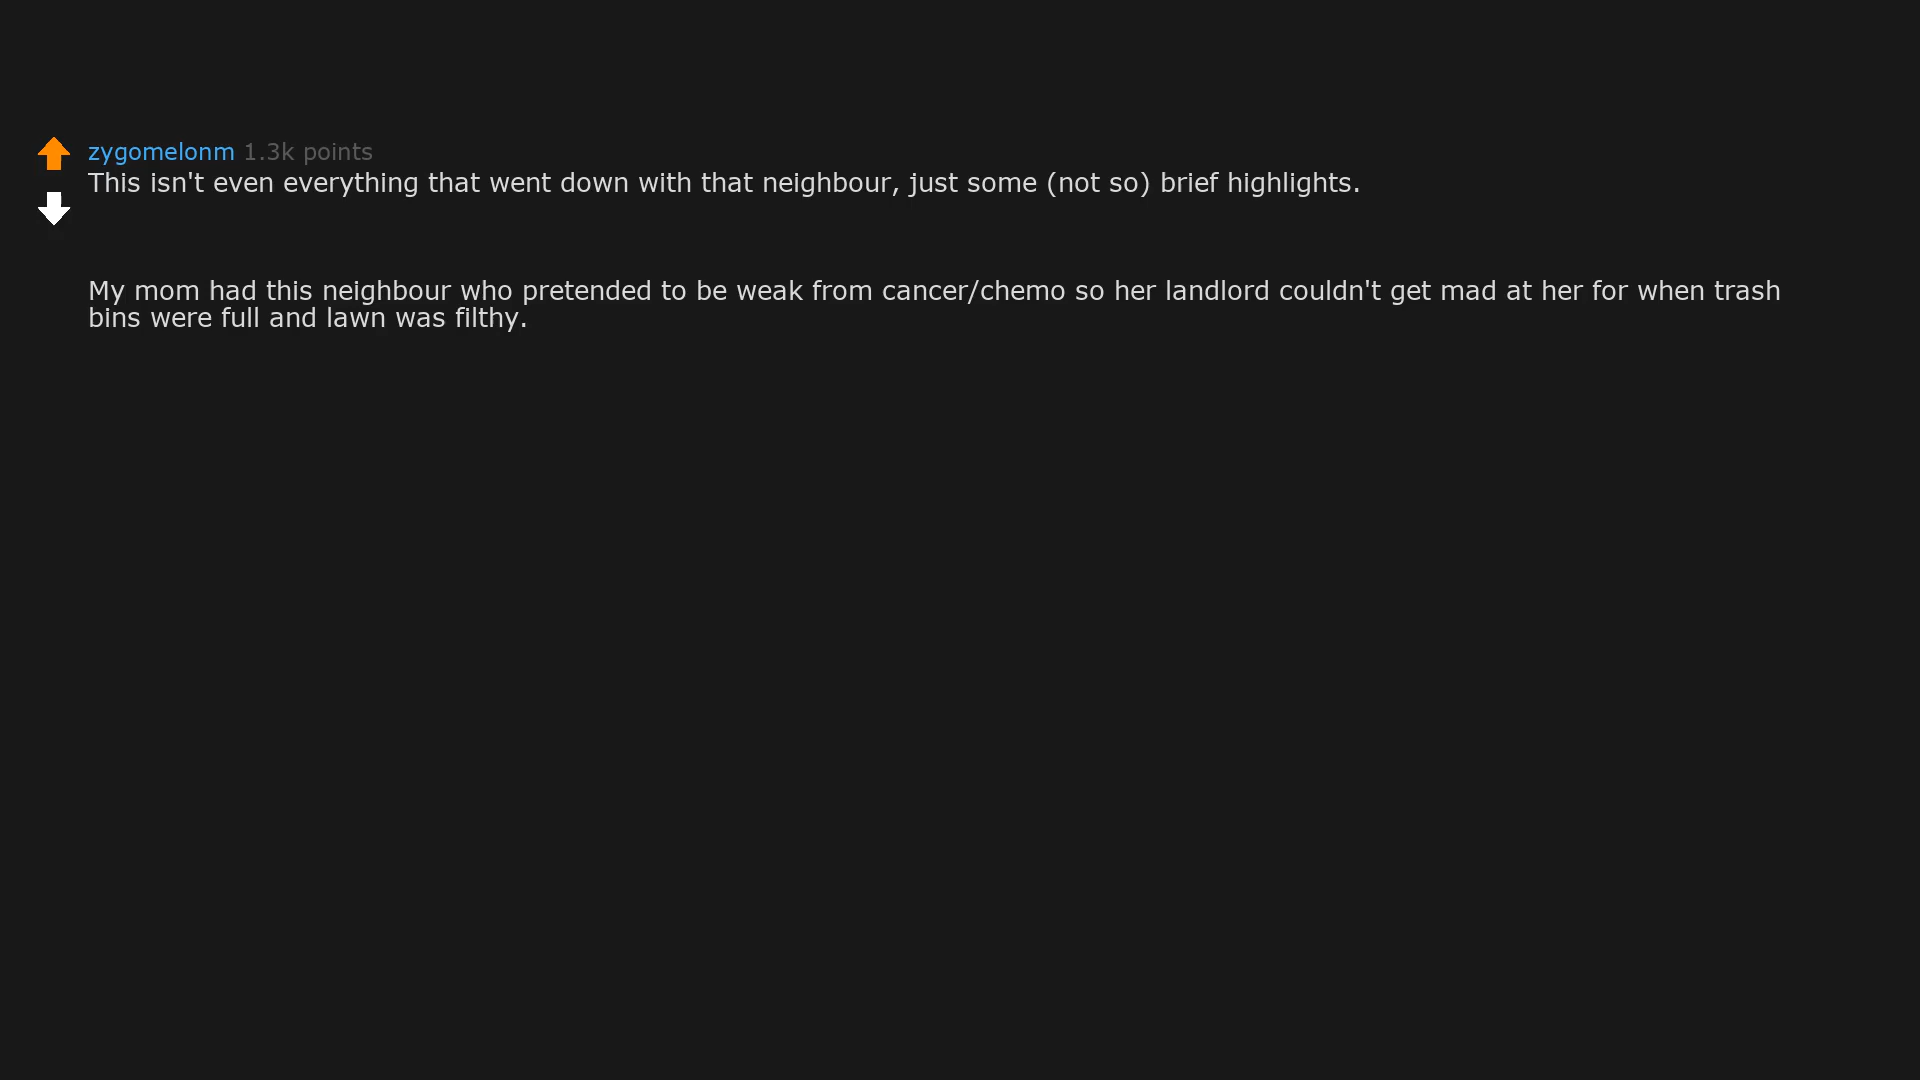 zygomelonm 1.3k points
This isn't even everything that went down with that neighbour, just some (not so) brief highlights.
My mom had this neighbour who pretended to be weak from cancer/chemo so her landlord couldn't get mad at her for when trash
bins were full and lawn was filthy.